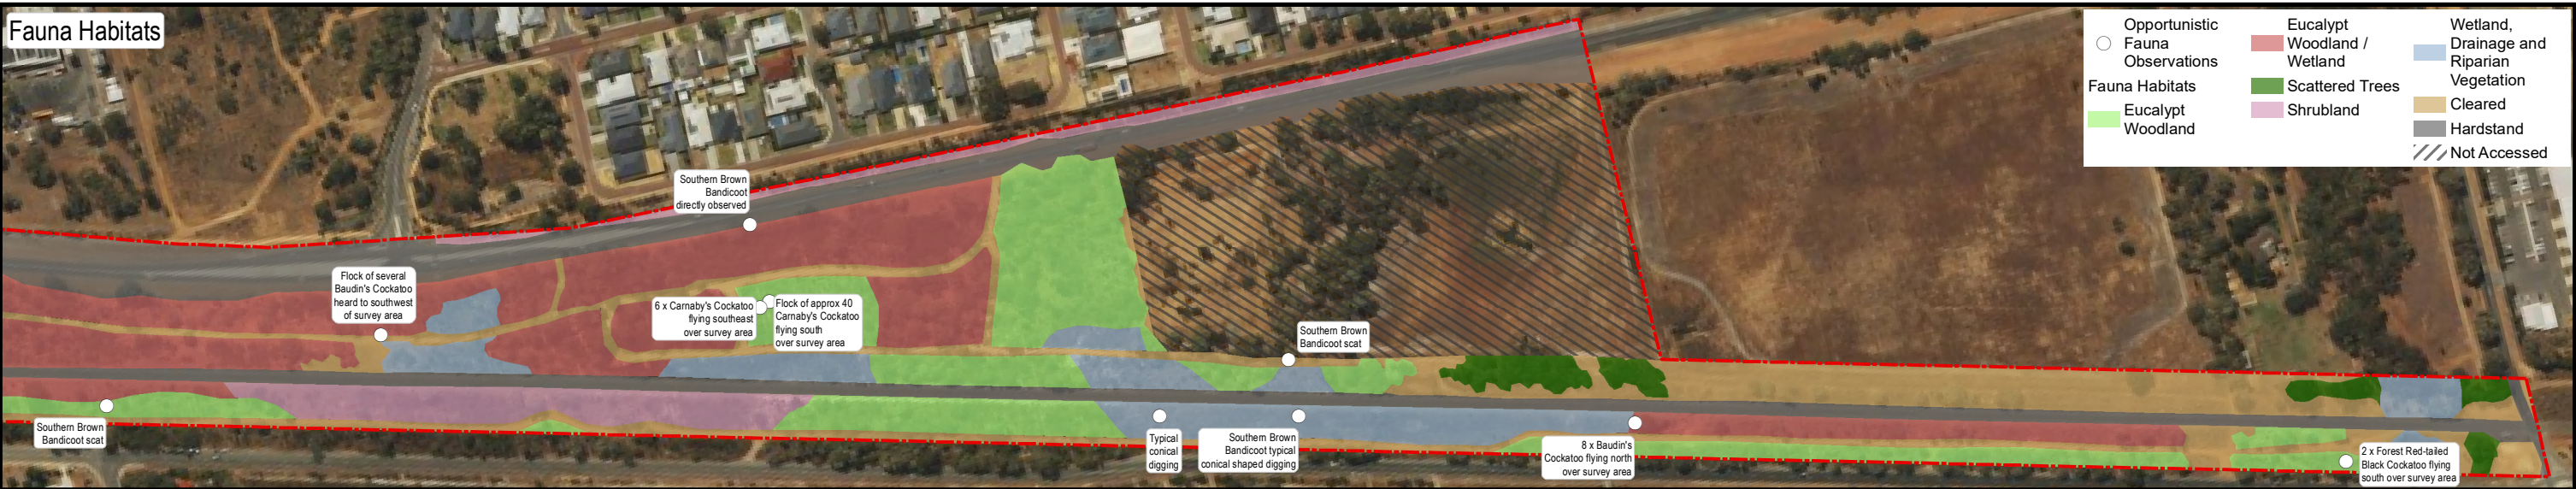 Fauna Habitats
Opportunistic
Fauna
Observations
Fauna Habitats
Eucalypt
Woodland
Eucalypt
Woodland /
Wetland
Scattered Trees
Shrubland
Wetland,
Drainage and
Riparian
Vegetation
Cleared
Hardstand
Not Accessed
Southern Brown
Bandicoot
directly observed
Flock of several
Baudin's Cockatoo
heard to southwest
of survey area
6 x Carnaby's Cockatoo
flying southeast
over survey area
Flock of approx 40
Carnaby's Cockatoo
flying south
over survey area
Southern Brown
Bandicoot scat
Southern Brown
Bandicoot scat
Typical
conical
digging
Southern Brown
Bandicoot typical
conical shaped digging
8 x Baudin's
Cockatoo flying north
over survey area
2 x Forest Red-tailed
Black Cockatoo flying
south over survey area